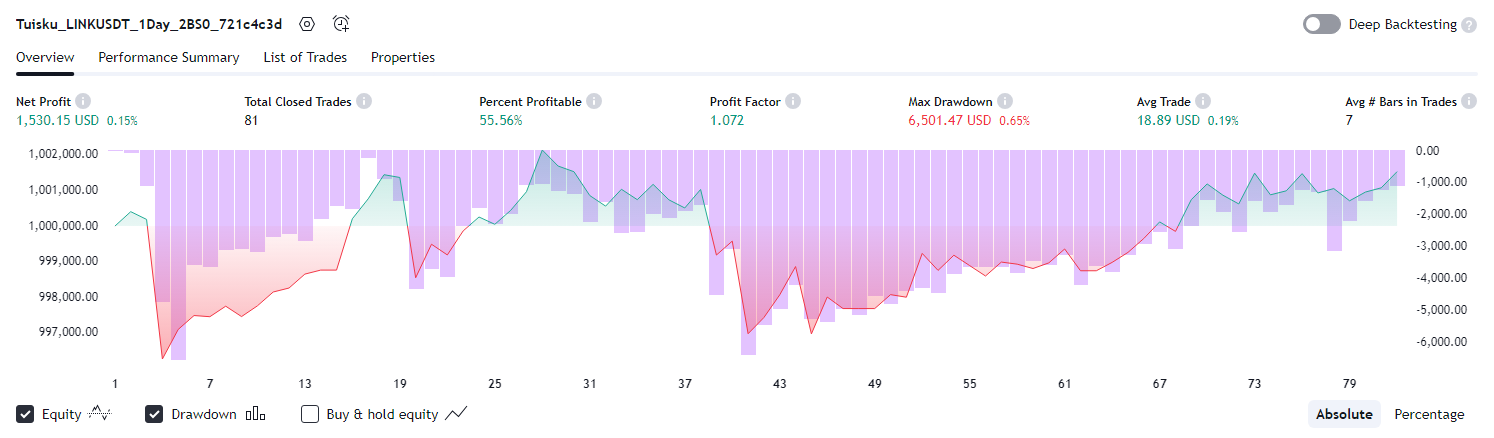 Tuisku_LINKUSDT_1Day_2BS0_721c4c3d Deep Backtesting
Overview Performance Summary List of Trades Properties
Net Profit Total Closed Trades Percent Profitable Profit Factor Max Drawdown Avg Trade Avg # Bars in Trades
1,530.15 USD 0.15% 81 55.56% 1.072 6,501.47 USD 0.65% 18.89 USD 0.19% 7
1,002,000.00 0.00
1,001,000.00 -1,000.00
1,000,000.00 -2,000.00
999,000.00 -3,000.00
998,000.00 -4,000.00
997,000.00 -5,000.00
-6,000.00
1 7 13 19 25 31 37 43 49 55 61 67 73 79
Equity Drawdown Buy & hold equity Absolute Percentage